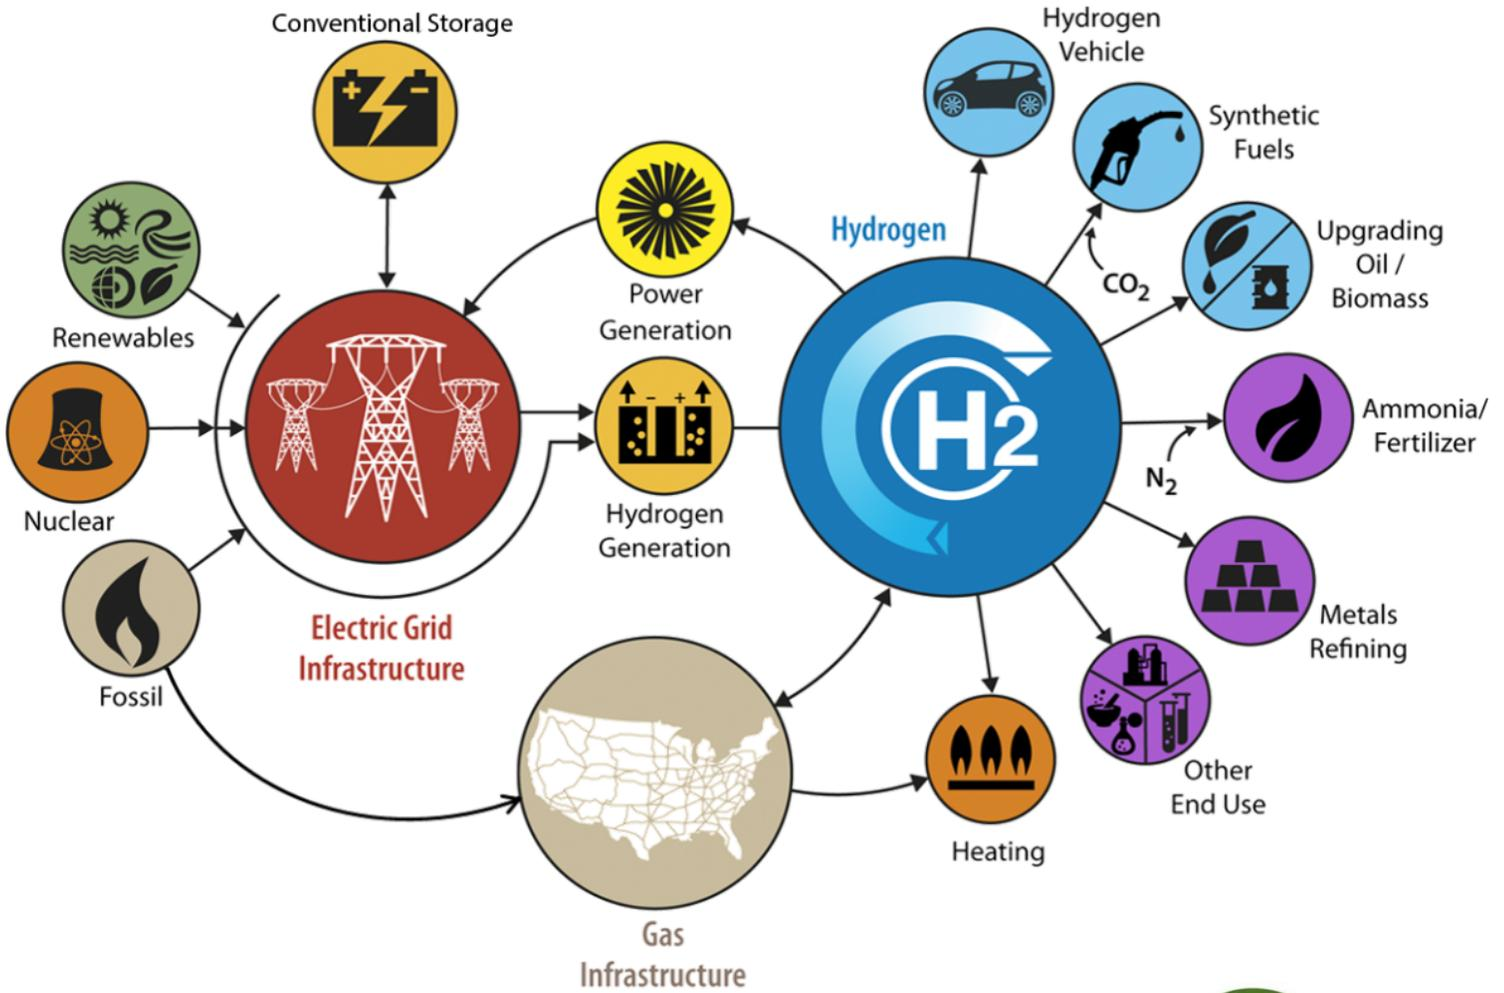 Conventional Storage
Hydrogen
Vehicle
Synthetic
Fuels
Hydrogen
Upgrading
Oil /
Biomass
CO2
Power
Generation
Renewables
+ -
- +
H2
Ammonia/
Fertilizer
N2
Nuclear
Hydrogen
Generation
Electric Grid
Infrastructure
Metals
Refining
Fossil
Other
End Use
Heating
Gas
Infrastructure